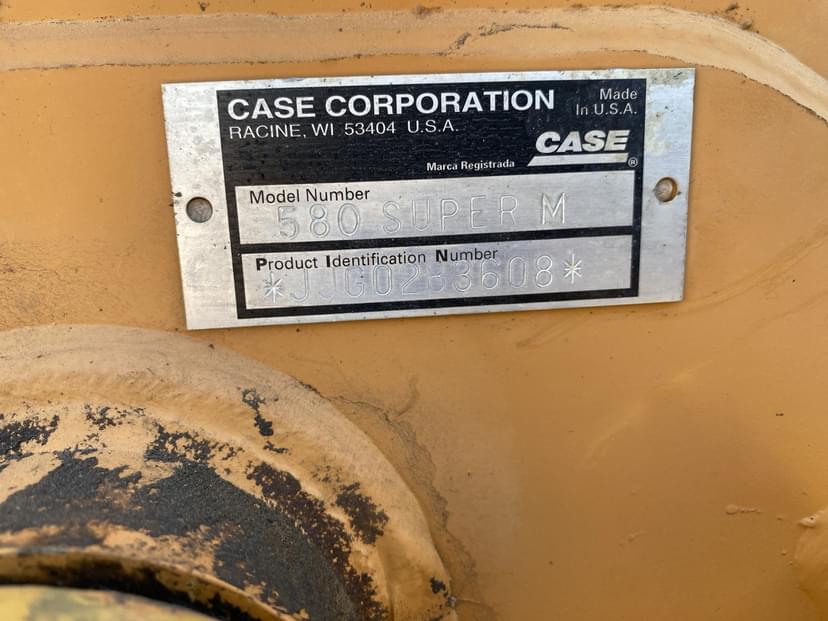 CASE CORPORATION
Made
In U.S.A.
RACINE, WI 53404 U.S.A.
CASE
Marca Registrada ®
Model Number
580 SUPER M
Product Identification Number